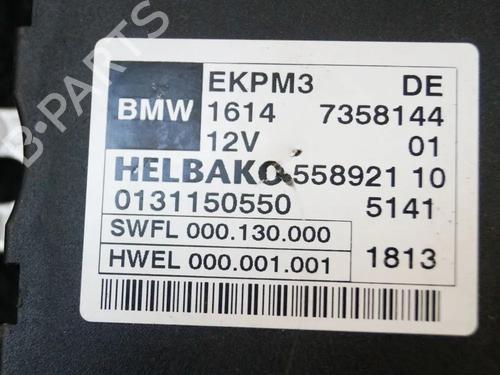 EKPM3 DE
BMW 1614 7358144
12V 01
HELBAKO 558921 10
0131150550 5141
SWFL 000.130.000
HWEL 000.001.001 1813
B-PARTS